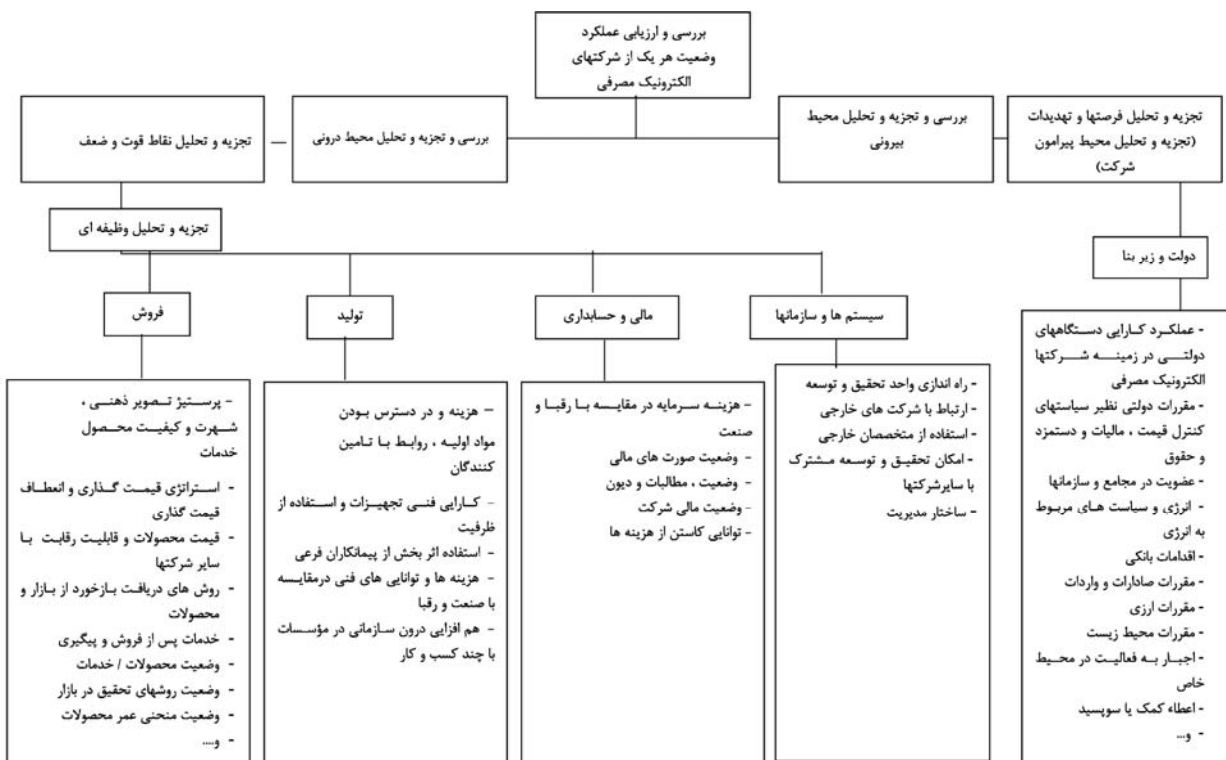 بررسی و ارزیابی عملکرد
وضعیت هر یک از شرکتهای
الکترونیک مصرفی
تجزیه و تحلیل فرصتها و تهدیدات
(تجزیه و تحلیل محیط پیرامون
شرکت)
بررسی و تجزیه و تحلیل محیط
بیرونی
بررسی و تجزیه و تحلیل محیط درونی
تجزیه و تحلیل نقاط قوت و ضعف
تجزیه و تحلیل وظیفه ای
دولت و زیر بنا
سیستم ها و سازمانها
مالی و حسابداری
تولید
فروش
- عملکرد کارایی دستگاههای
دولتی در زمینه شرکتها
الکترونیک مصرفی
- مقررات دولتی نظیر سیاستهای
کنترل قیمت ، مالیات و دستمزد
و حقوق
- عضویت در مجامع و سازمانها
- انرژی و سیاست های مربوط
به انرژی
- اقدامات بانکی
- مقررات صادارات و واردات
- مقررات ارزی
- مقررات محیط زیست
- اجبار به فعالیت در محیط
خاص
- اعطاء کمک یا سوپسید
- و...
- راه اندازی واحد تحقیق و توسعه
- ارتباط با شرکت های خارجی
- استفاده از متخصصان خارجی
- امکان تحقیق و توسعه مشترک
با سایرشرکتها
- ساختار مدیریت
- هزینه سرمایه در مقایسه با رقبا و
صنعت
- وضعیت صورت های مالی
- وضعیت ، مطالبات و دیون
- وضعیت مالی شرکت
- توانایی کاستن از هزینه ها
- هزینه و در دسترس بودن
مواد اولیه ، روابط با تامین
کنندگان
- کارایی فنی تجهیزات و استفاده از
ظرفیت
- استفاده اثر بخش از پیمانکاران فرعی
- هزینه ها و توانایی های فنی درمقایسه
با صنعت و رقبا
- هم افزایی درون سازمانی در مؤسسات
با چند کسب و کار
- پرستیژ تصویر ذهنی ،
شهرت و کیفیت محصول
خدمات
- استراتژی قیمت گذاری و انعطاف
قیمت گذاری
- قیمت محصولات و قابلیت رقابت با
سایر شرکتها
- روش های دریافت بازخورد از بازار و
محصولات
- خدمات پس از فروش و پیگیری
- وضعیت محصولات / خدمات
- وضعیت روشهای تحقیق در بازار
- وضعیت منحنی عمر محصولات
- و....